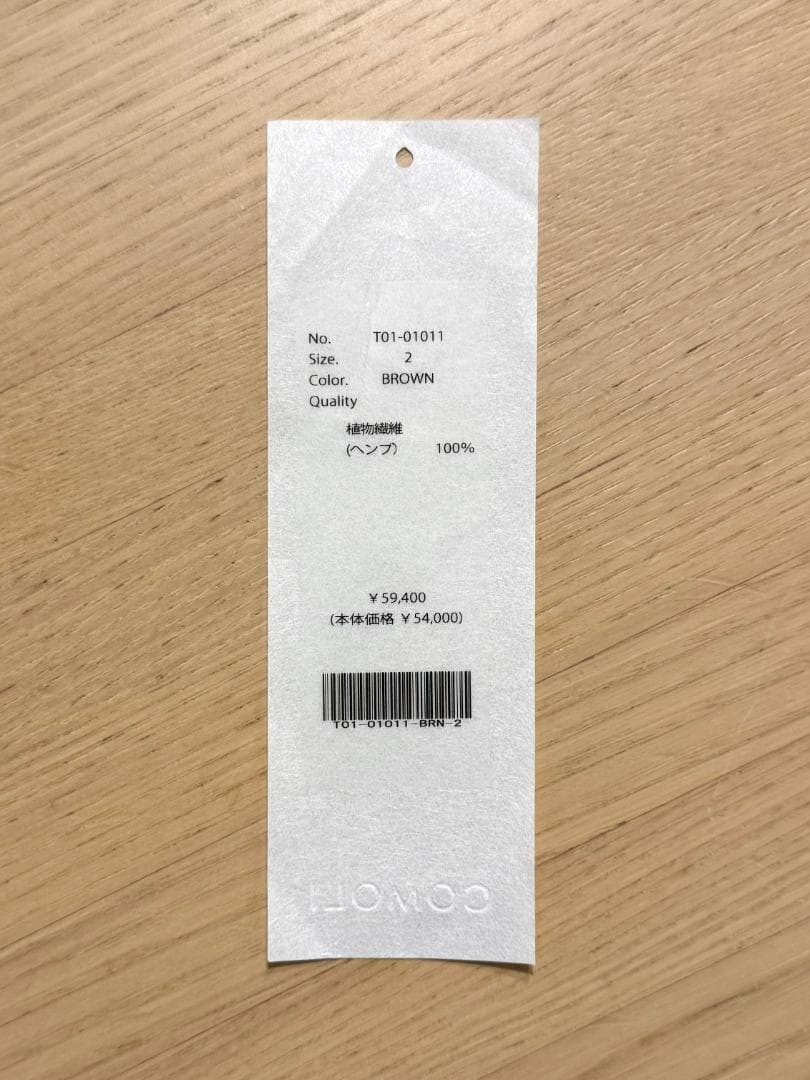 No. T01-01011
Size. 2
Color. BROWN
Quality
植物繊維
(ヘンプ) 100%
￥59,400
(本体価格 ￥54,000)
T01-01011-BRN-2
COMOLI